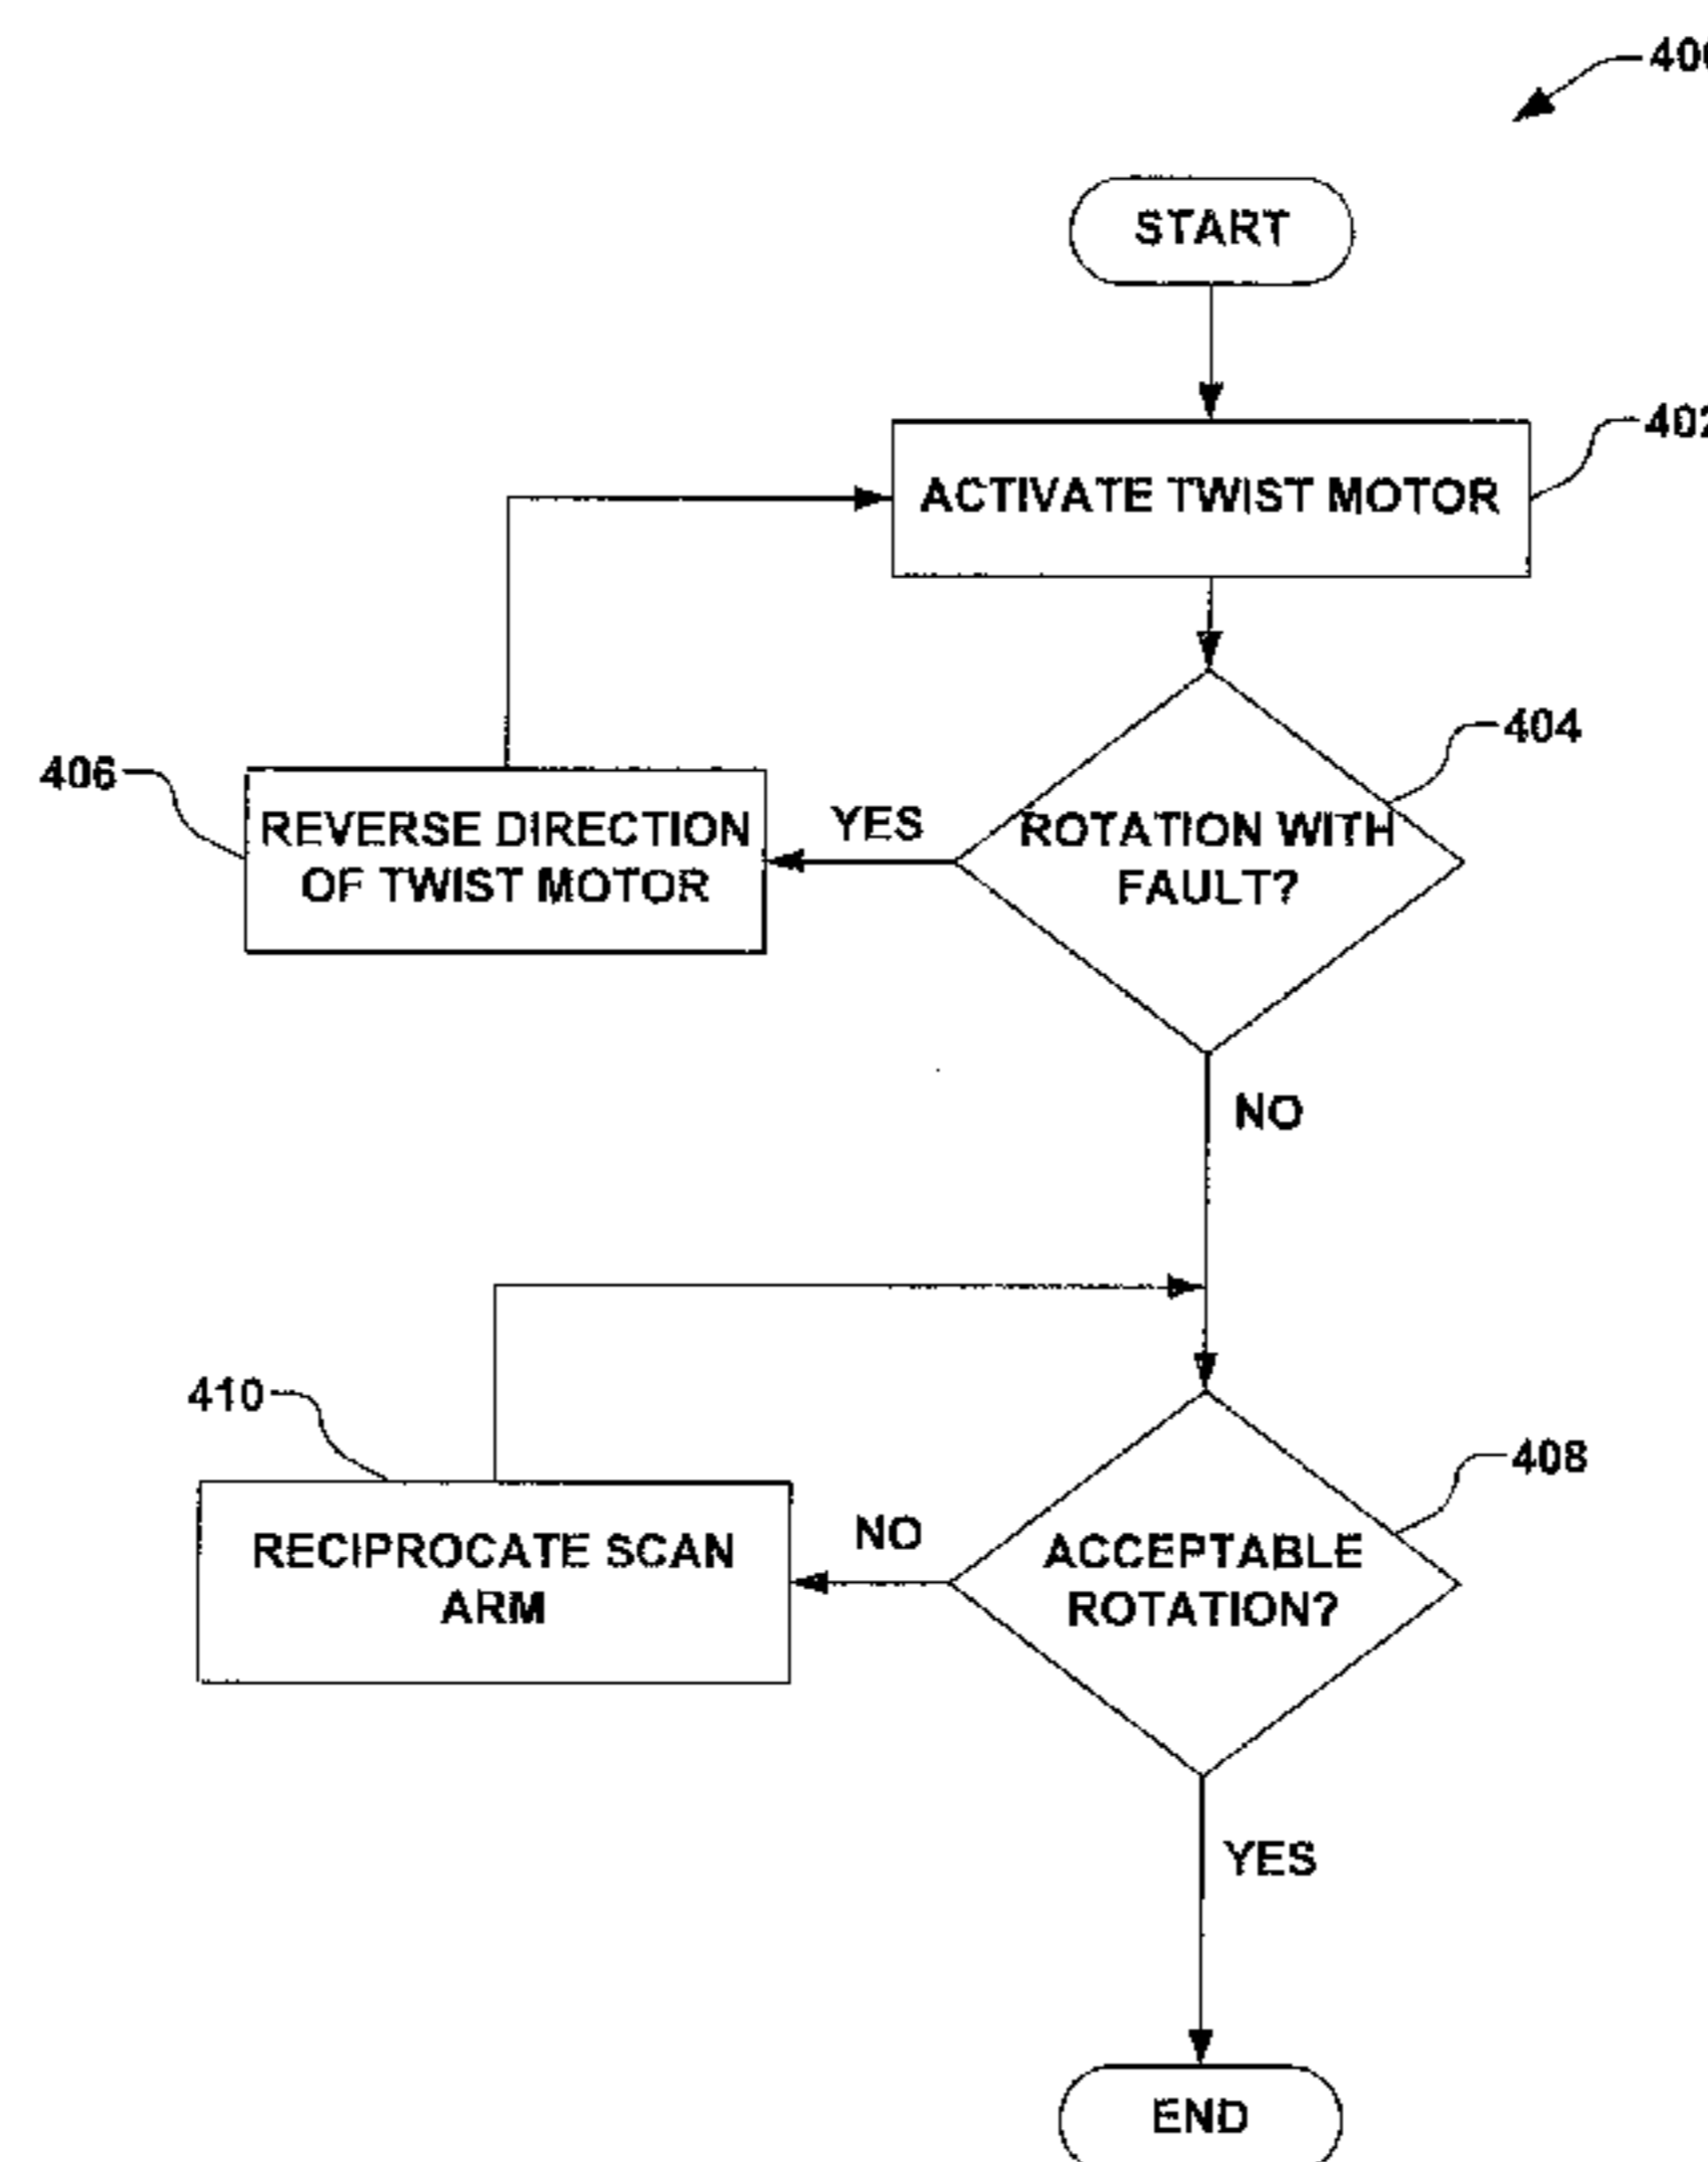 START
402
ACTIVATE TWIST MOTOR
404
406
YES
REVERSE DIRECTION
OF TWIST MOTOR
ROTATION WITH
FAULT?
NO
410
408
NO
RECIPROCATE SCAN
ARM
ACCEPTABLE
ROTATION?
YES
END